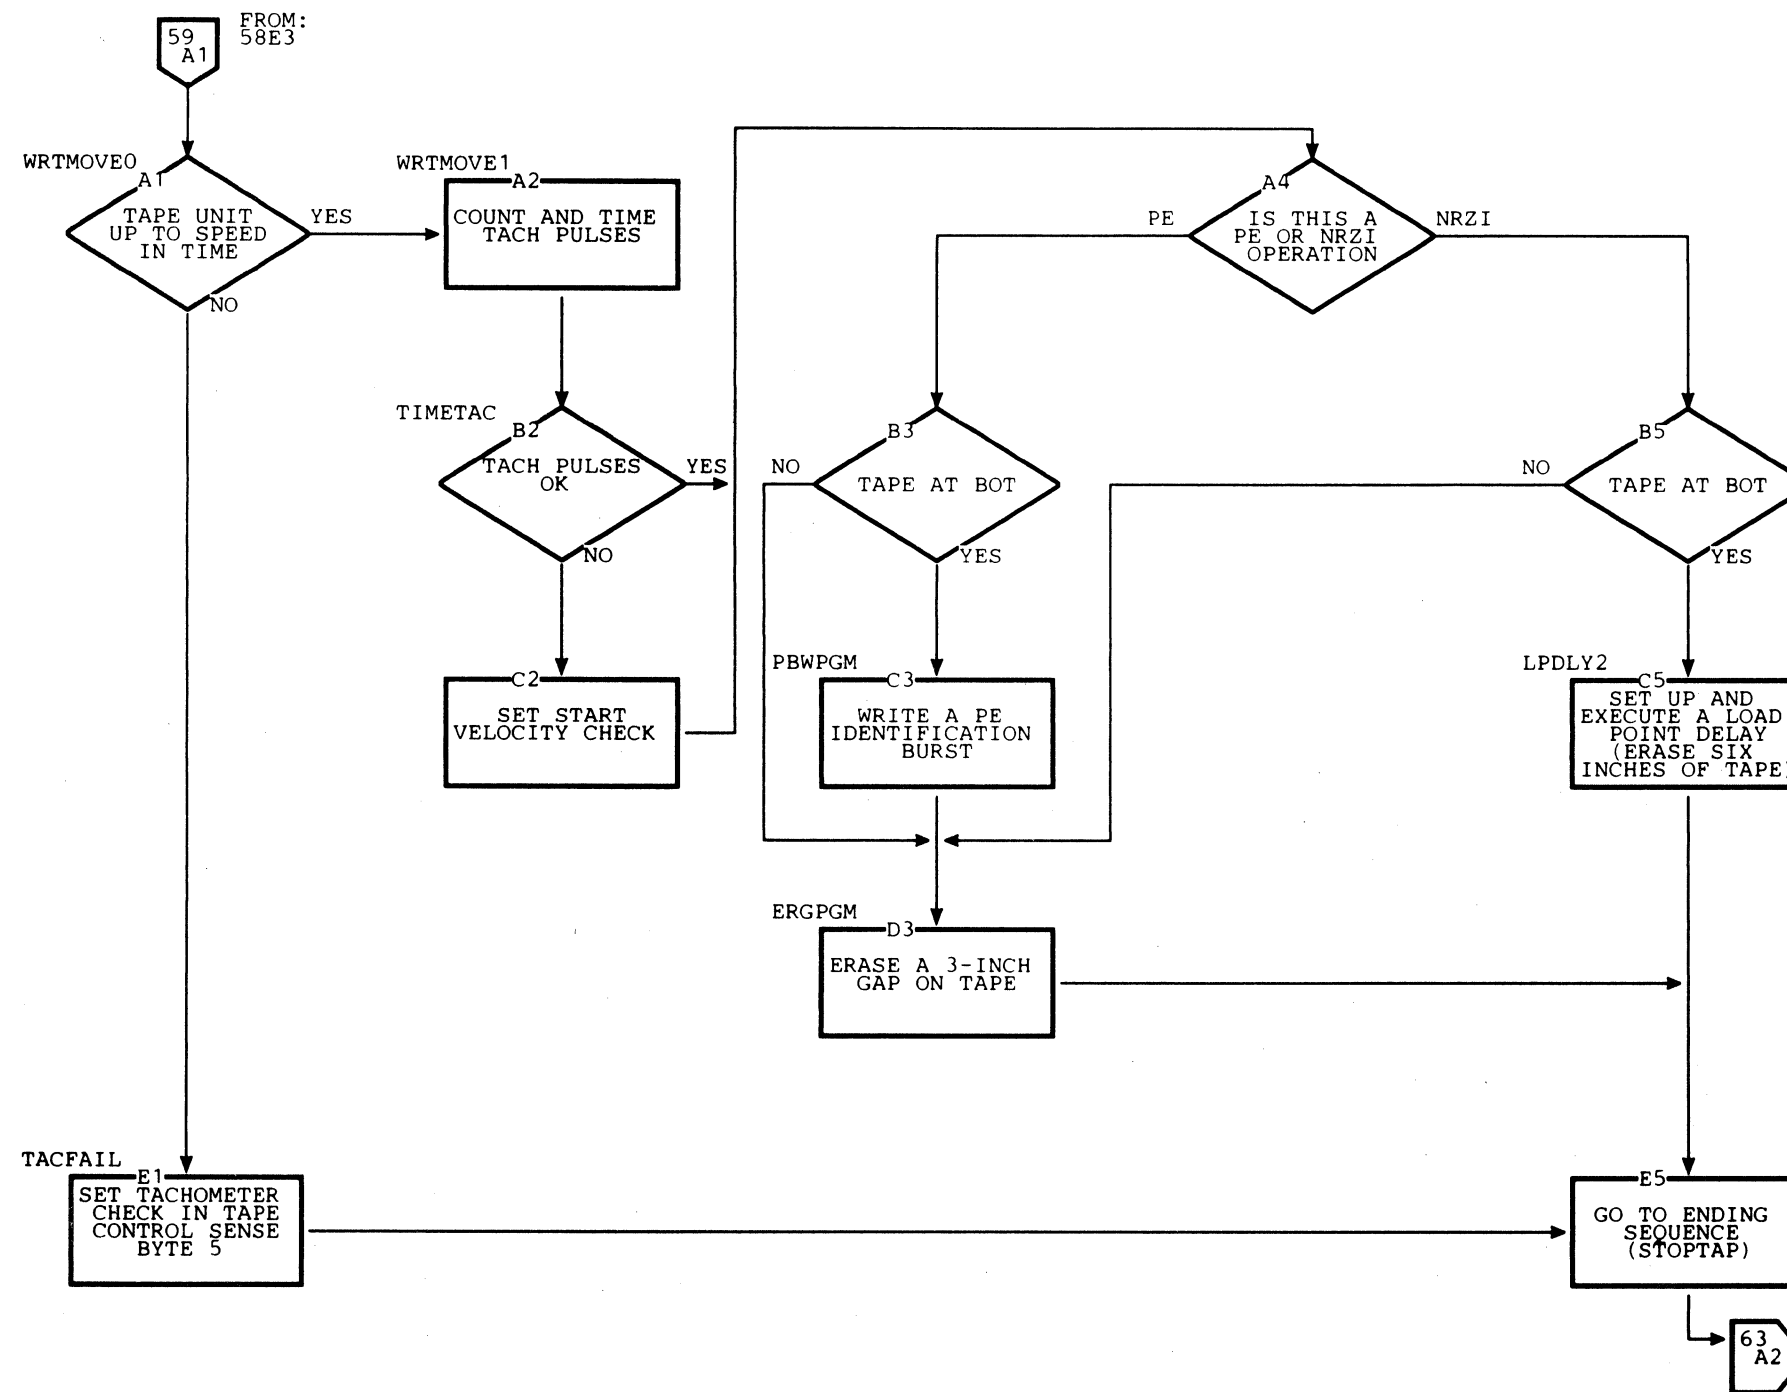 59
A1
FROM:
58E3
WRTMOVE0
A1
TAPE UNIT
UP TO SPEED
IN TIME
YES
NO
WRTMOVE1
A2
COUNT AND TIME
TACH PULSES
A4
IS THIS A
PE OR NRZI
OPERATION
PE
NRZI
TIMETAC
B2
TACH PULSES
OK
YES
NO
B3
TAPE AT BOT
NO
YES
B5
TAPE AT BOT
NO
YES
C2
SET START
VELOCITY CHECK
PBWPGM
C3
WRITE A PE
IDENTIFICATION
BURST
LPDLY2
C5
SET UP AND
EXECUTE A LOAD
POINT DELAY
(ERASE SIX
INCHES OF TAPE)
ERGPGM
D3
ERASE A 3-INCH
GAP ON TAPE
TACFAIL
E1
SET TACHOMETER
CHECK IN TAPE
CONTROL SENSE
BYTE 5
E5
GO TO ENDING
SEQUENCE
(STOPTAP)
63
A2